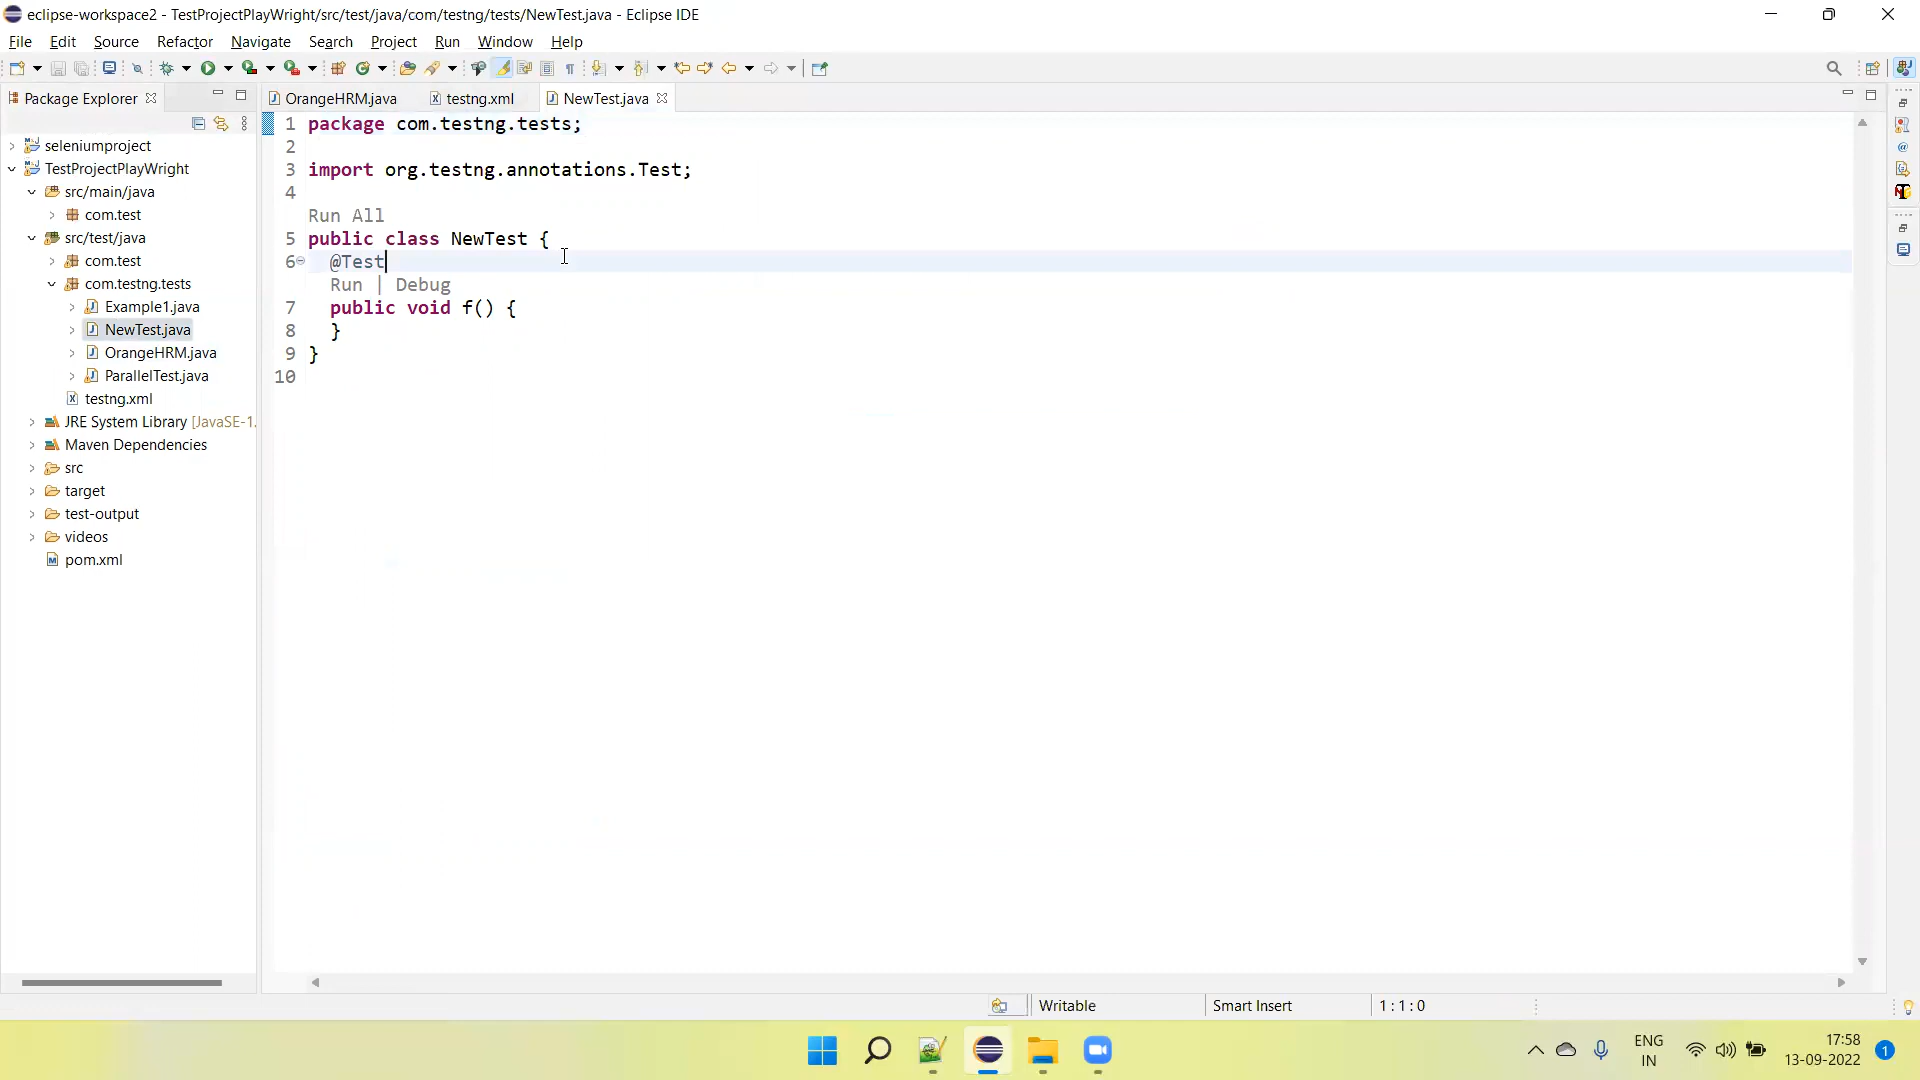 eclipse-workspace2 - TestProjectPlayWright/src/test/java/com/testng/tests/NewTest.java - Eclipse IDE
File Edit Source Refactor Navigate Search Project Run Window Help
Package Explorer
OrangeHRM.java testng.xml NewTest.java
seleniumproject
TestProjectPlayWright
src/main/java
com.test
src/test/java
com.test
com.testng.tests
Example1.java
NewTest.java
OrangeHRM.java
ParallelTest.java
testng.xml
JRE System Library [JavaSE-1.
Maven Dependencies
src
target
test-output
videos
pom.xml
1 package com.testng.tests;
2
3 import org.testng.annotations.Test;
4
Run All
5 public class NewTest {
6 @Test
Run | Debug
7 public void f() {
8 }
9 }
10
Writable Smart Insert 1 : 1 : 0
ENG
IN
17:58
13-09-2022
1